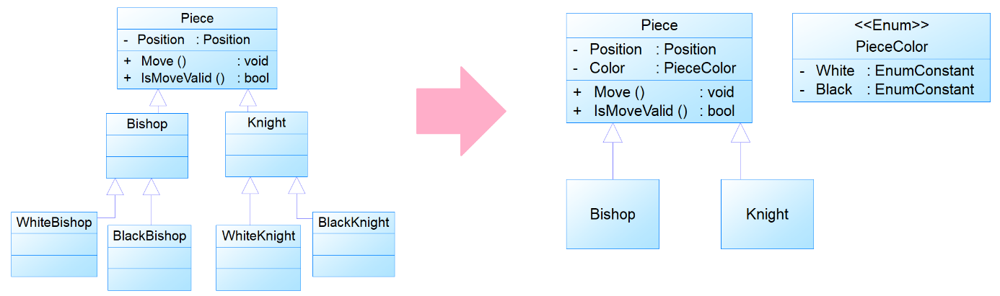 Piece
- Position : Position
+ Move () : void
+ IsMoveValid () : bool
Bishop
Knight
WhiteBishop
BlackBishop
WhiteKnight
BlackKnight
Piece
- Position : Position
- Color : PieceColor
+ Move () : void
+ IsMoveValid () : bool
<<Enum>>
PieceColor
- White : EnumConstant
- Black : EnumConstant
Bishop
Knight